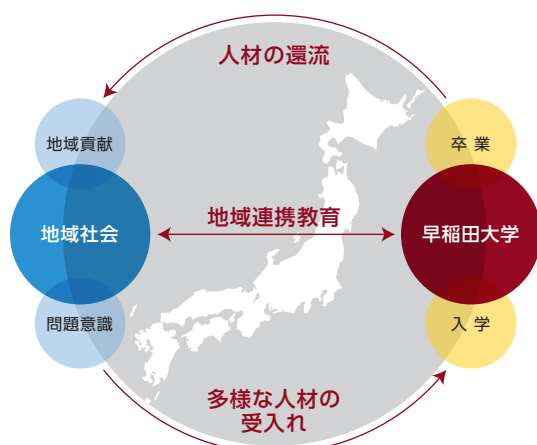 人材の還流
地域貢献
卒業
地域社会
地域連携教育
早稲田大学
問題意識
入学
多様な人材の
受入れ